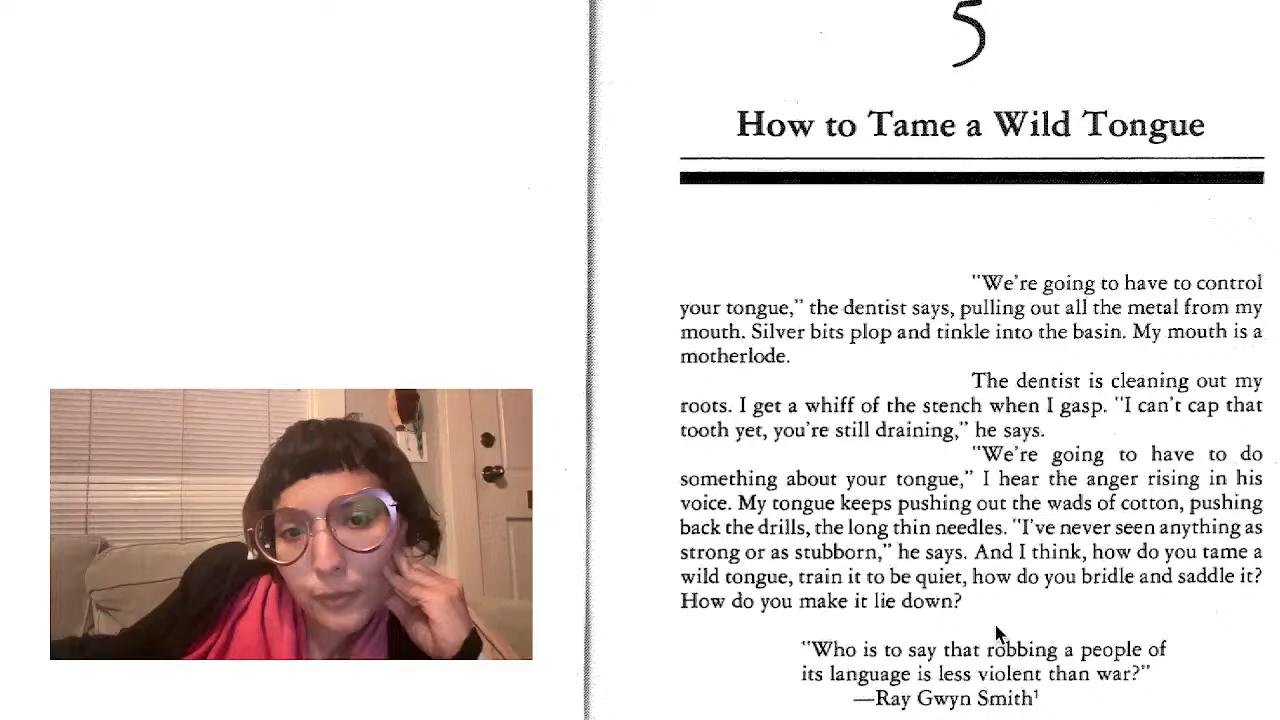 5
How to Tame a Wild Tongue
"We're going to have to control
your tongue," the dentist says, pulling out all the metal from my
mouth. Silver bits plop and tinkle into the basin. My mouth is a
motherlode.
The dentist is cleaning out my
roots. I get a whiff of the stench when I gasp. "I can't cap that
tooth yet, you're still draining," he says.
"We're going to have to do
something about your tongue," I hear the anger rising in his
voice. My tongue keeps pushing out the wads of cotton, pushing
back the drills, the long thin needles. "I've never seen anything as
strong or as stubborn," he says. And I think, how do you tame a
wild tongue, train it to be quiet, how do you bridle and saddle it?
How do you make it lie down?
"Who is to say that robbing a people of
its language is less violent than war?"
—Ray Gwyn Smith¹